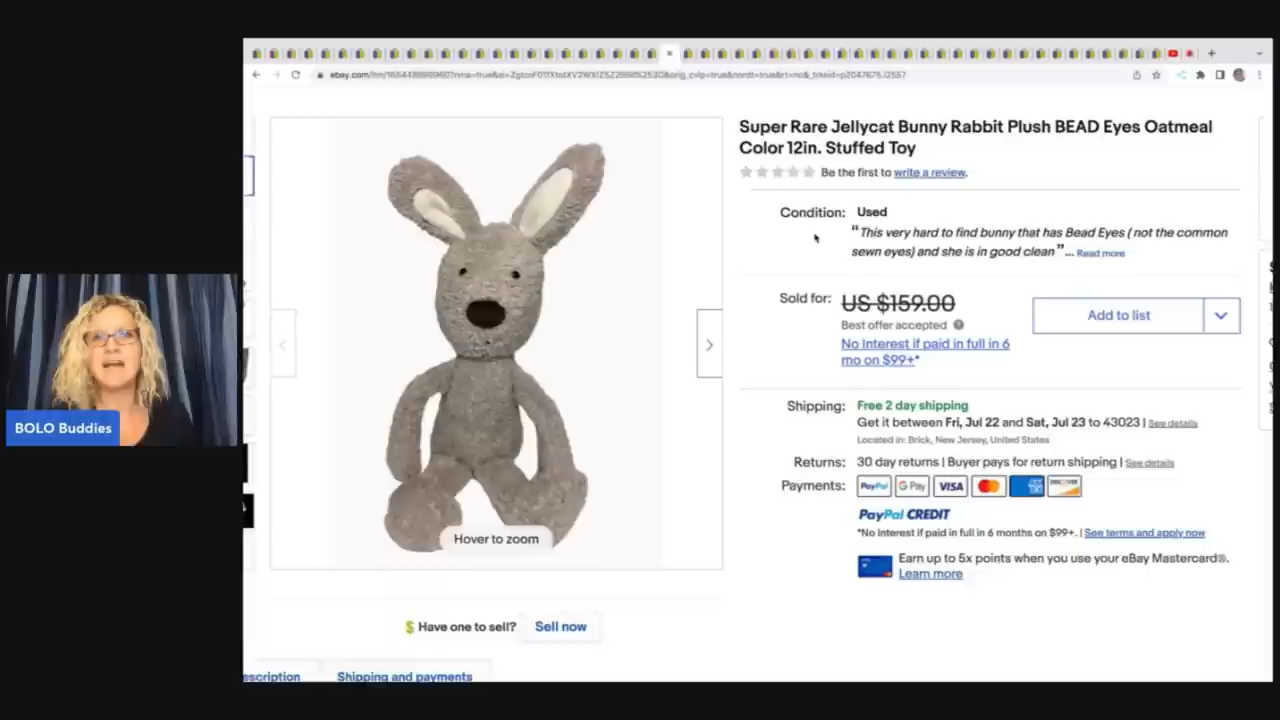 Super Rare Jellycat Bunny Rabbit Plush BEAD Eyes Oatmeal
Color 12in. Stuffed Toy
Be the first to write a review.
Condition: Used
"This very hard to find bunny that has Bead Eyes ( not the common
sewn eyes) and she is in good clean" ... Read more
Sold for: US $159.00
Best offer accepted
Add to list
No Interest if paid in full in 6
mo on $99+*
Shipping: Free 2 day shipping
Get it between Fri, Jul 22 and Sat, Jul 23 to 43023 | See details
Located in: Brick, New Jersey, United States
Returns: 30 day returns | Buyer pays for return shipping | See details
Payments: PayPal G Pay VISA DISCOVER
PayPal CREDIT
*No Interest if paid in full in 6 months on $99+. | See terms and apply now
Earn up to 5x points when you use your eBay Mastercard®.
Learn more
Hover to zoom
$ Have one to sell? Sell now
escription Shipping and payments
BOLO Buddies